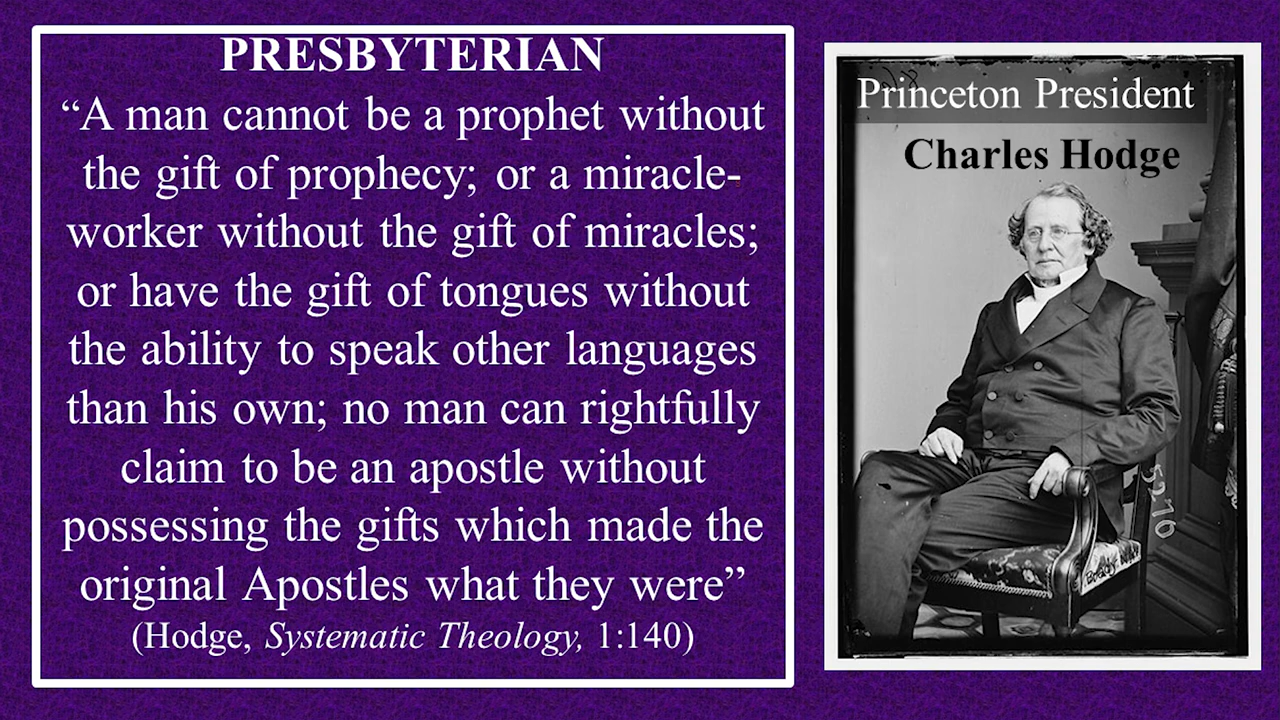 PRESBYTERIAN
“A man cannot be a prophet without
the gift of prophecy; or a miracle-
worker without the gift of miracles;
or have the gift of tongues without
the ability to speak other languages
than his own; no man can rightfully
claim to be an apostle without
possessing the gifts which made the
original Apostles what they were”
(Hodge, Systematic Theology, 1:140)
Princeton President
Charles Hodge